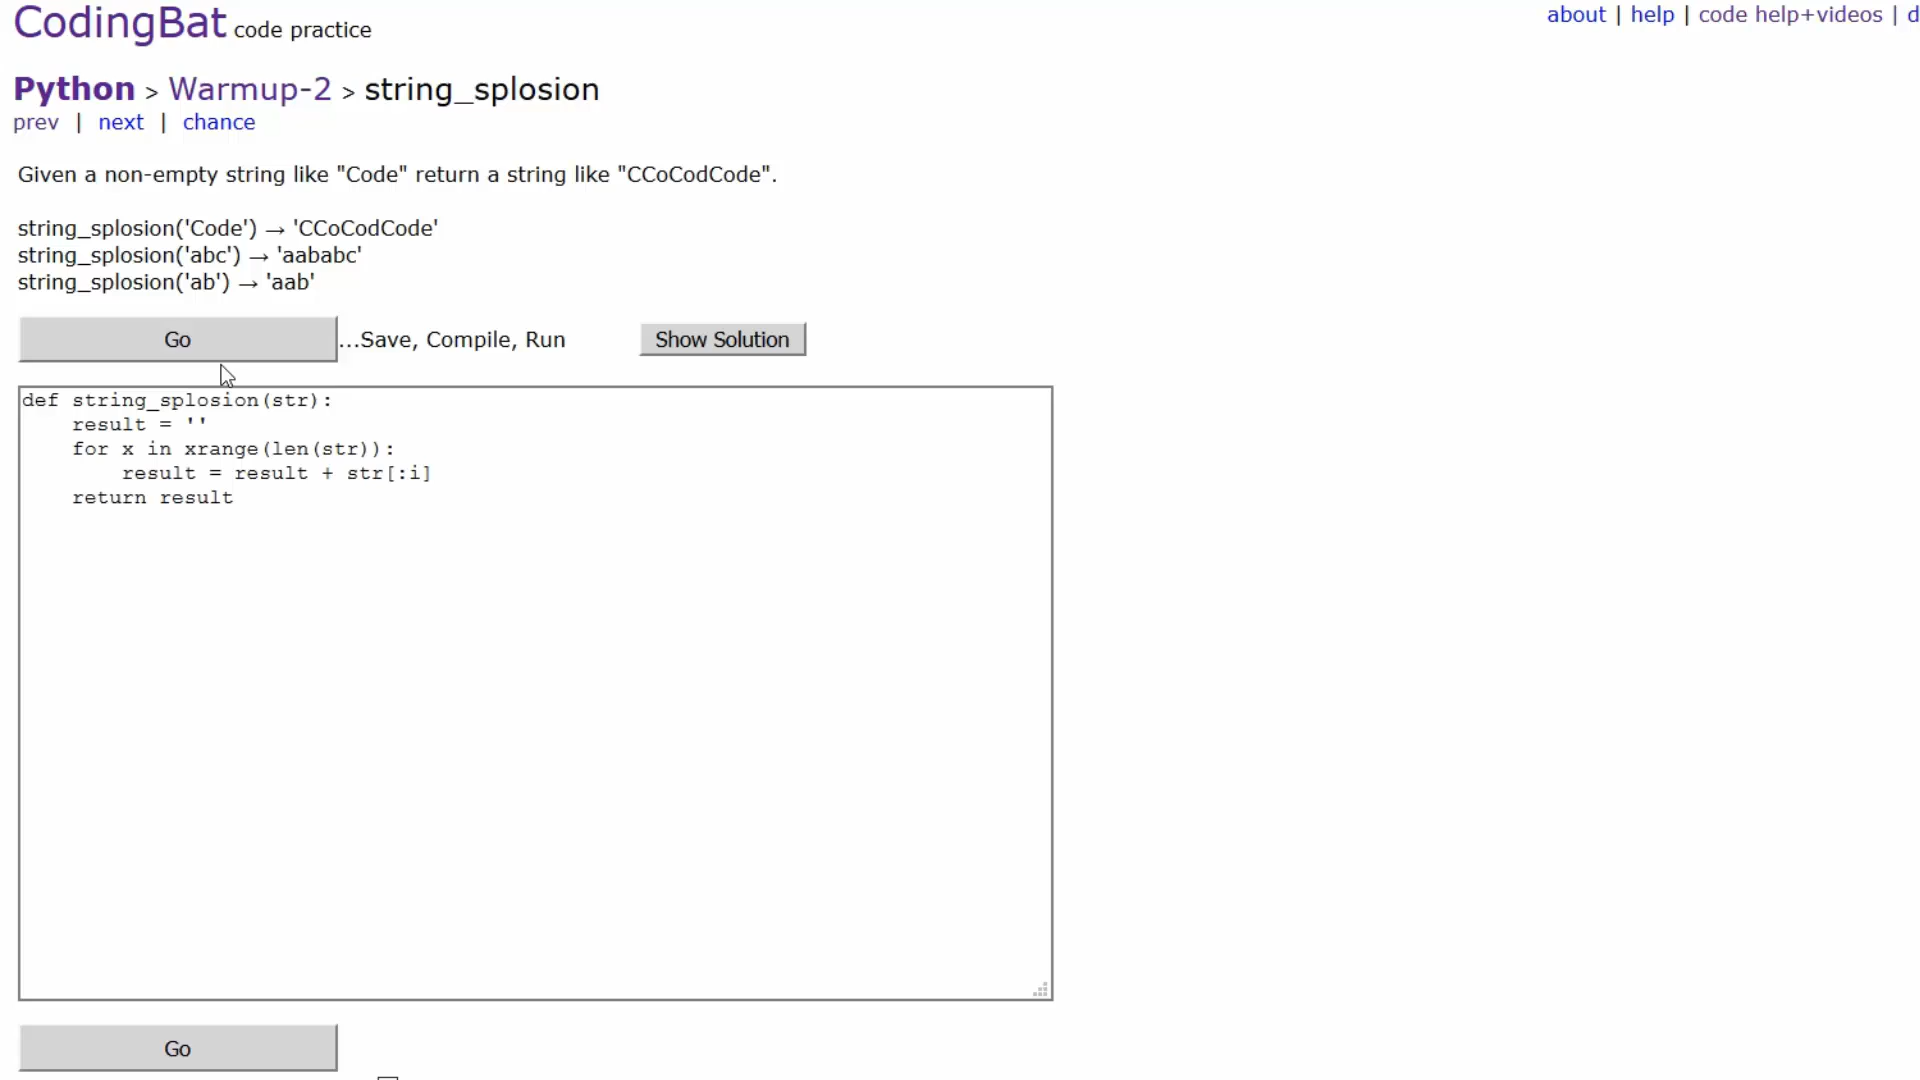 CodingBat code practice
about | help | code help+videos | d
Python > Warmup-2 > string_splosion
prev | next | chance
Given a non-empty string like "Code" return a string like "CCoCodCode".
string_splosion('Code') → 'CCoCodCode'
string_splosion('abc') → 'aababc'
string_splosion('ab') → 'aab'
Go ...Save, Compile, Run Show Solution
def string_splosion(str):
    result = ''
    for x in xrange(len(str)):
        result = result + str[:i]
    return result
Go